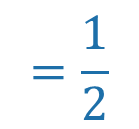 = 1/2